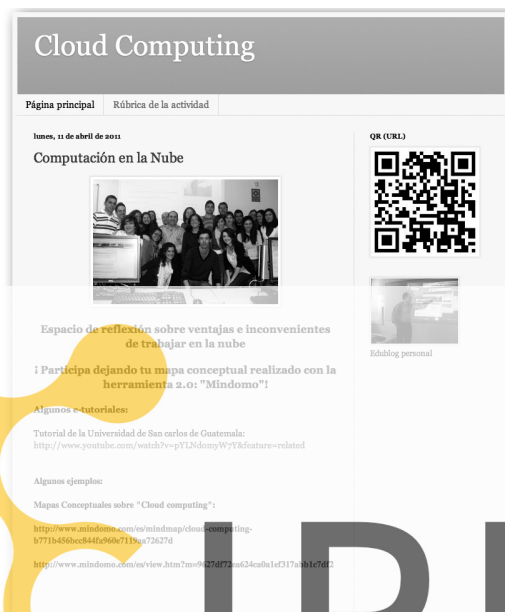 Cloud Computing
Página principal
Rúbrica de la actividad
lunes, 11 de abril de 2011
Computación en la Nube
Espacio de reflexión sobre ventajas e inconvenientes
de trabajar en la nube
¡ Participa dejando tu mapa conceptual realizado con la
herramienta 2.0: "Mindomo"!
Algunos e-tutoriales:
Tutorial de la Universidad de San carlos de Guatemala:
http://www.youtube.com/watch?v=pYLNdomyW7Y&feature=related
Algunos ejemplos:
Mapas Conceptuales sobre "Cloud computing":
http://www.mindomo.com/es/mindmap/cloud-computing-
b771b456bcc844fa960e7119aa72627d
http://www.mindomo.com/es/view.htm?m=9627df72ea624ca0a1ef317abb1c7df2
QR (URL)
Edublog personal